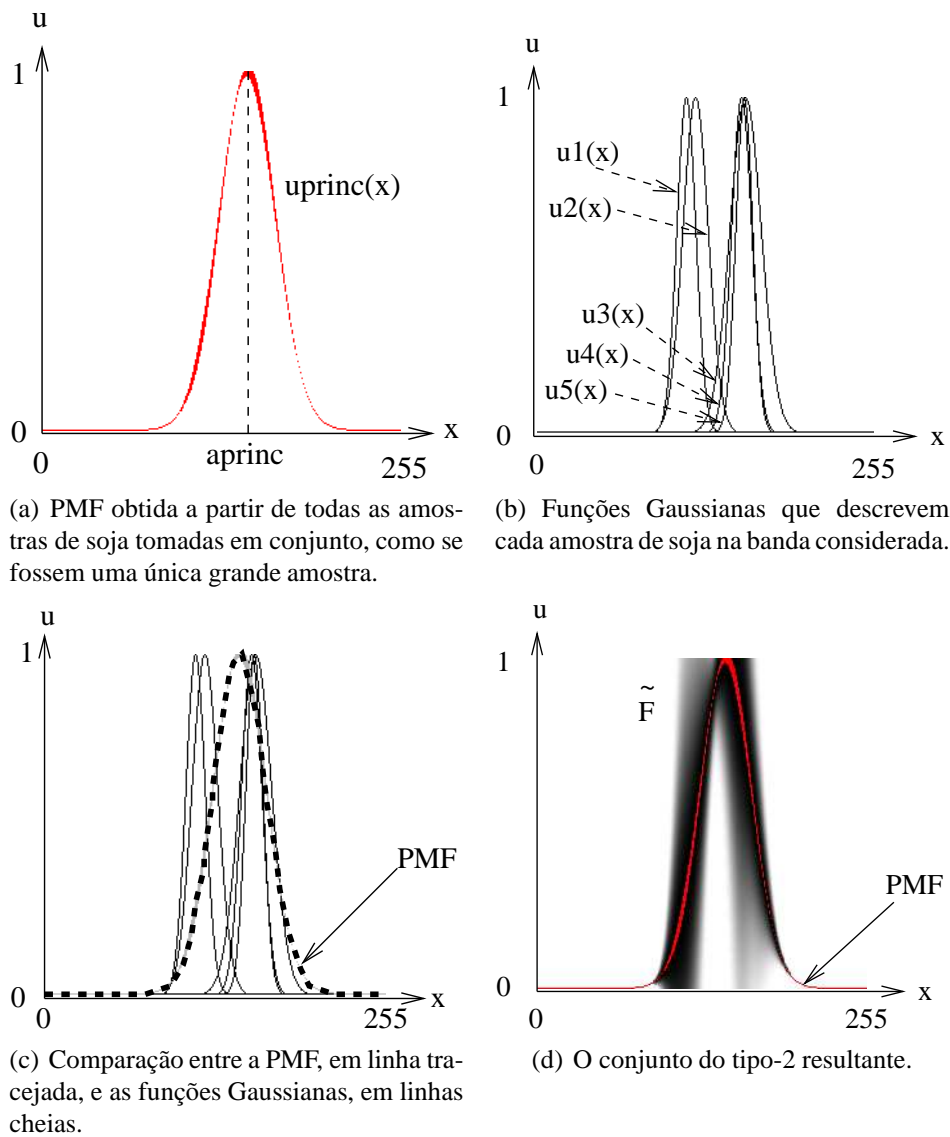 u
1
uprinc(x)
0
x
0
aprinc
255
(a) PMF obtida a partir de todas as amos-
tras de soja tomadas em conjunto, como se
fossem uma única grande amostra.
u
1
u1(x)
u2(x)
u3(x)
u4(x)
u5(x)
0
x
0
255
(b) Funções Gaussianas que descrevem
cada amostra de soja na banda considerada.
u
1
PMF
0
x
0
255
(c) Comparação entre a PMF, em linha tra-
cejada, e as funções Gaussianas, em linhas
cheias.
u
1
~
F
PMF
0
x
0
255
(d) O conjunto do tipo-2 resultante.